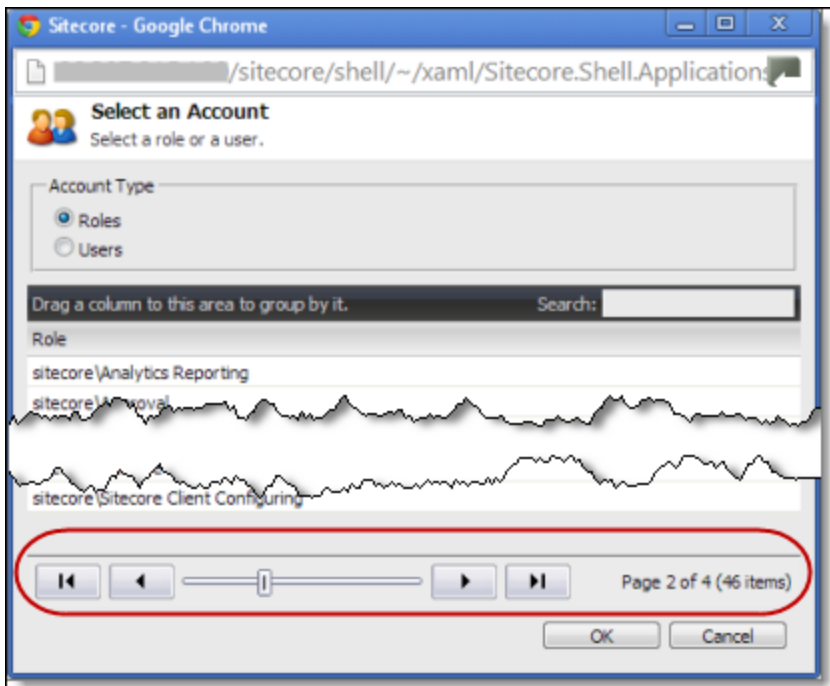 Sitecore - Google Chrome
/sitecore/shell/~/xaml/Sitecore.Shell.Applications
Select an Account
Select a role or a user.
Account Type
Roles
Users
Drag a column to this area to group by it. Search:
Role
sitecore\Analytics Reporting
sitecore\Approval
sitecore\Sitecore Client Configuring
Page 2 of 4 (46 items)
OK Cancel